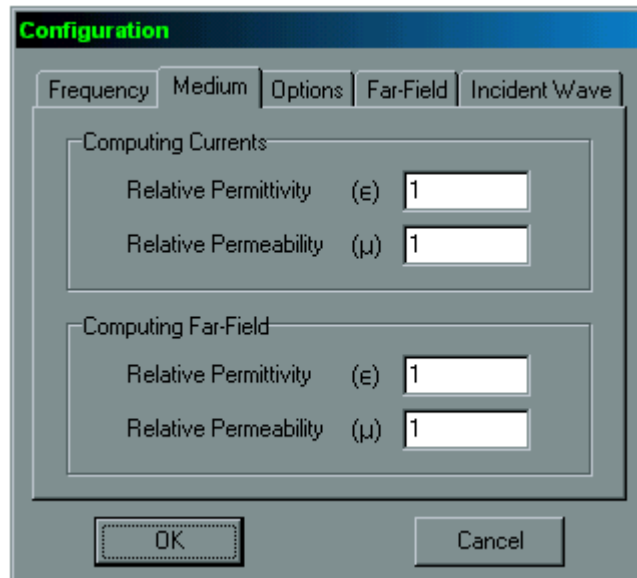 Configuration
Frequency Medium Options Far-Field Incident Wave
Computing Currents
Relative Permittivity (ε) 1
Relative Permeability (μ) 1
Computing Far-Field
Relative Permittivity (ε) 1
Relative Permeability (μ) 1
OK Cancel